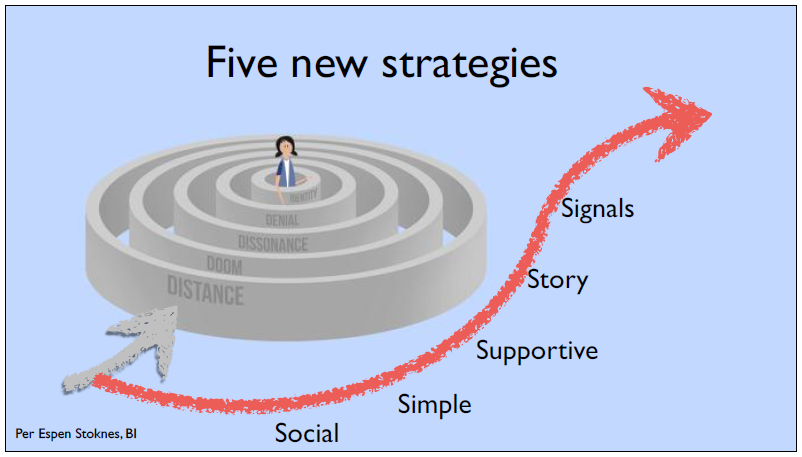 Five new strategies
IDENTITY
DENIAL
DISSONANCE
DOOM
DISTANCE
Signals
Story
Supportive
Simple
Social
Per Espen Stoknes, BI